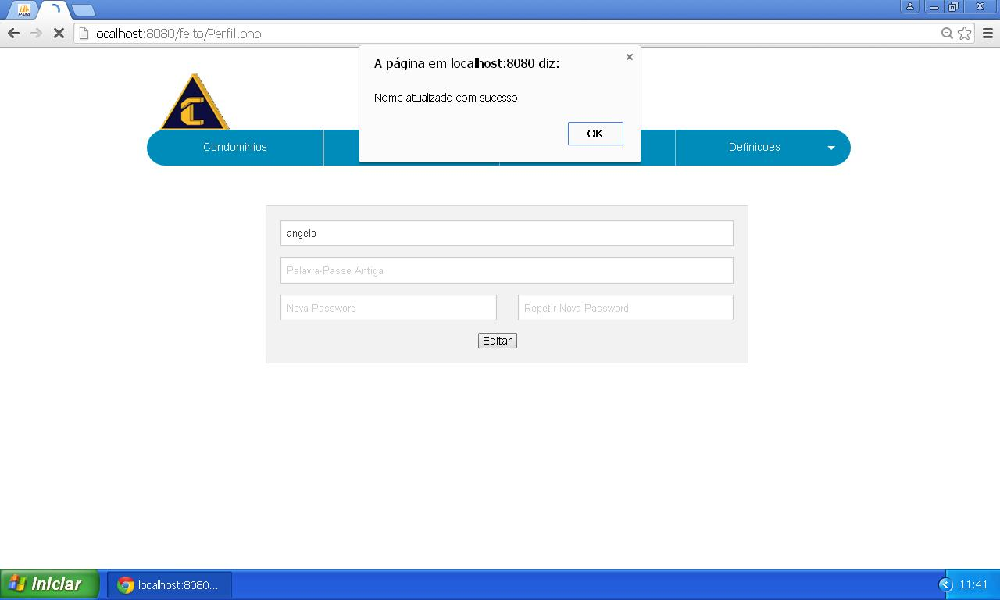 PMA
localhost:8080/feito/Perfil.php
A página em localhost:8080 diz:
Nome atualizado com sucesso
OK
Condominios
Definicoes
angelo
Palavra-Passe Antiga
Nova Password
Repetir Nova Password
Editar
Iniciar
localhost:8080...
11:41